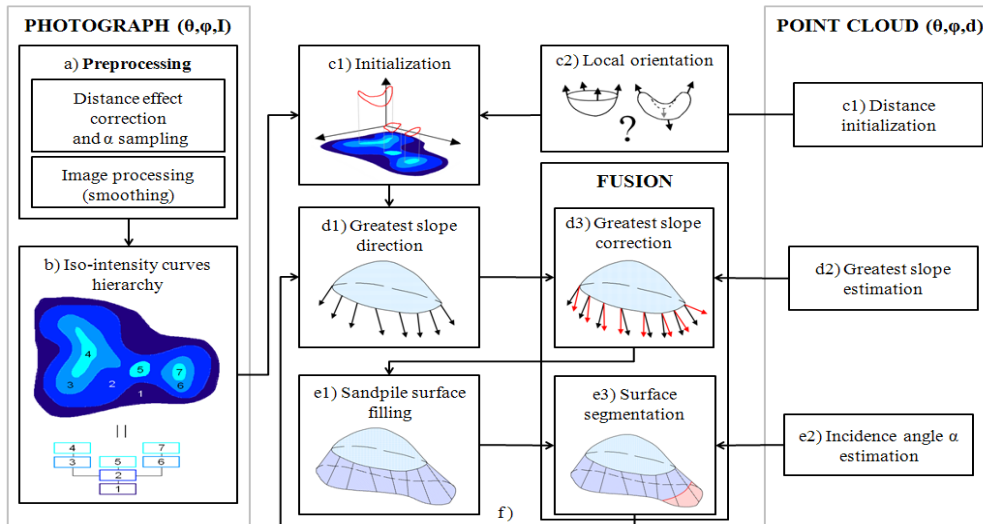 PHOTOGRAPH (θ,φ,I)
a) Preprocessing
Distance effect
correction
and α sampling
Image processing
(smoothing)
b) Iso-intensity curves
hierarchy
4
3
2
5
1
7
6
4
7
3
5
6
2
1
c1) Initialization
c2) Local orientation
?
d1) Greatest slope
direction
FUSION
d3) Greatest slope
correction
e1) Sandpile surface
filling
e3) Surface
segmentation
f)
POINT CLOUD (θ,φ,d)
c1) Distance
initialization
d2) Greatest slope
estimation
e2) Incidence angle α
estimation